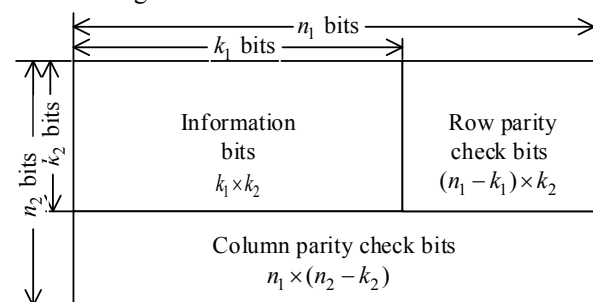 n₁ bits
k₁ bits
n₂ bits
k₂ bits
Information
bits
k₁×k₂
Row parity
check bits
(n₁ − k₁)×k₂
Column parity check bits
n₁×(n₂ − k₂)